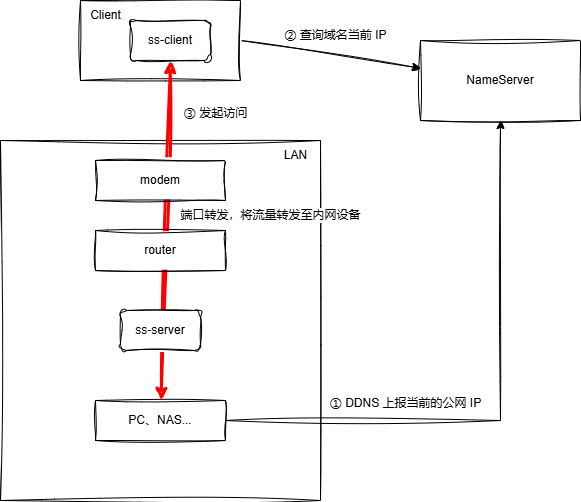 Client
ss-client
② 查询域名当前 IP
NameServer
③ 发起访问
LAN
modem
端口转发，将流量转发至内网设备
router
ss-server
① DDNS 上报当前的公网 IP
PC、NAS...